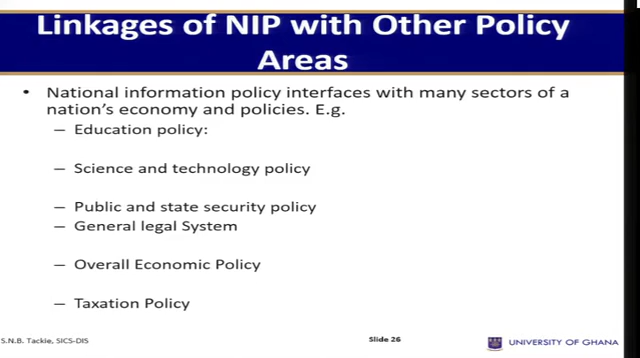 Linkages of NIP with Other Policy
Areas
• National information policy interfaces with many sectors of a
nation's economy and policies. E.g.
– Education policy:
– Science and technology policy
– Public and state security policy
– General legal System
– Overall Economic Policy
– Taxation Policy
S.N.B. Tackie, SICS-DIS
Slide 26
UNIVERSITY OF GHANA